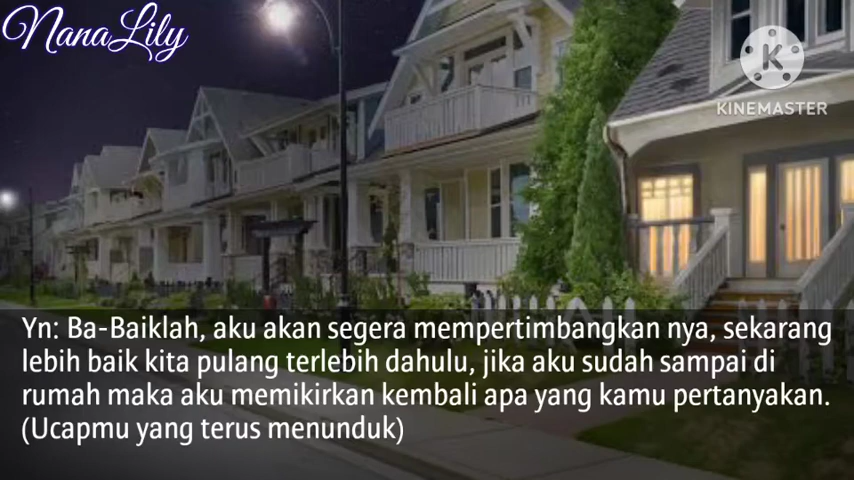 NanaLily
KINEMASTER
Yn: Ba-Baiklah, aku akan segera mempertimbangkan nya, sekarang
lebih baik kita pulang terlebih dahulu, jika aku sudah sampai di
rumah maka aku memikirkan kembali apa yang kamu pertanyakan.
(Ucapmu yang terus menunduk)